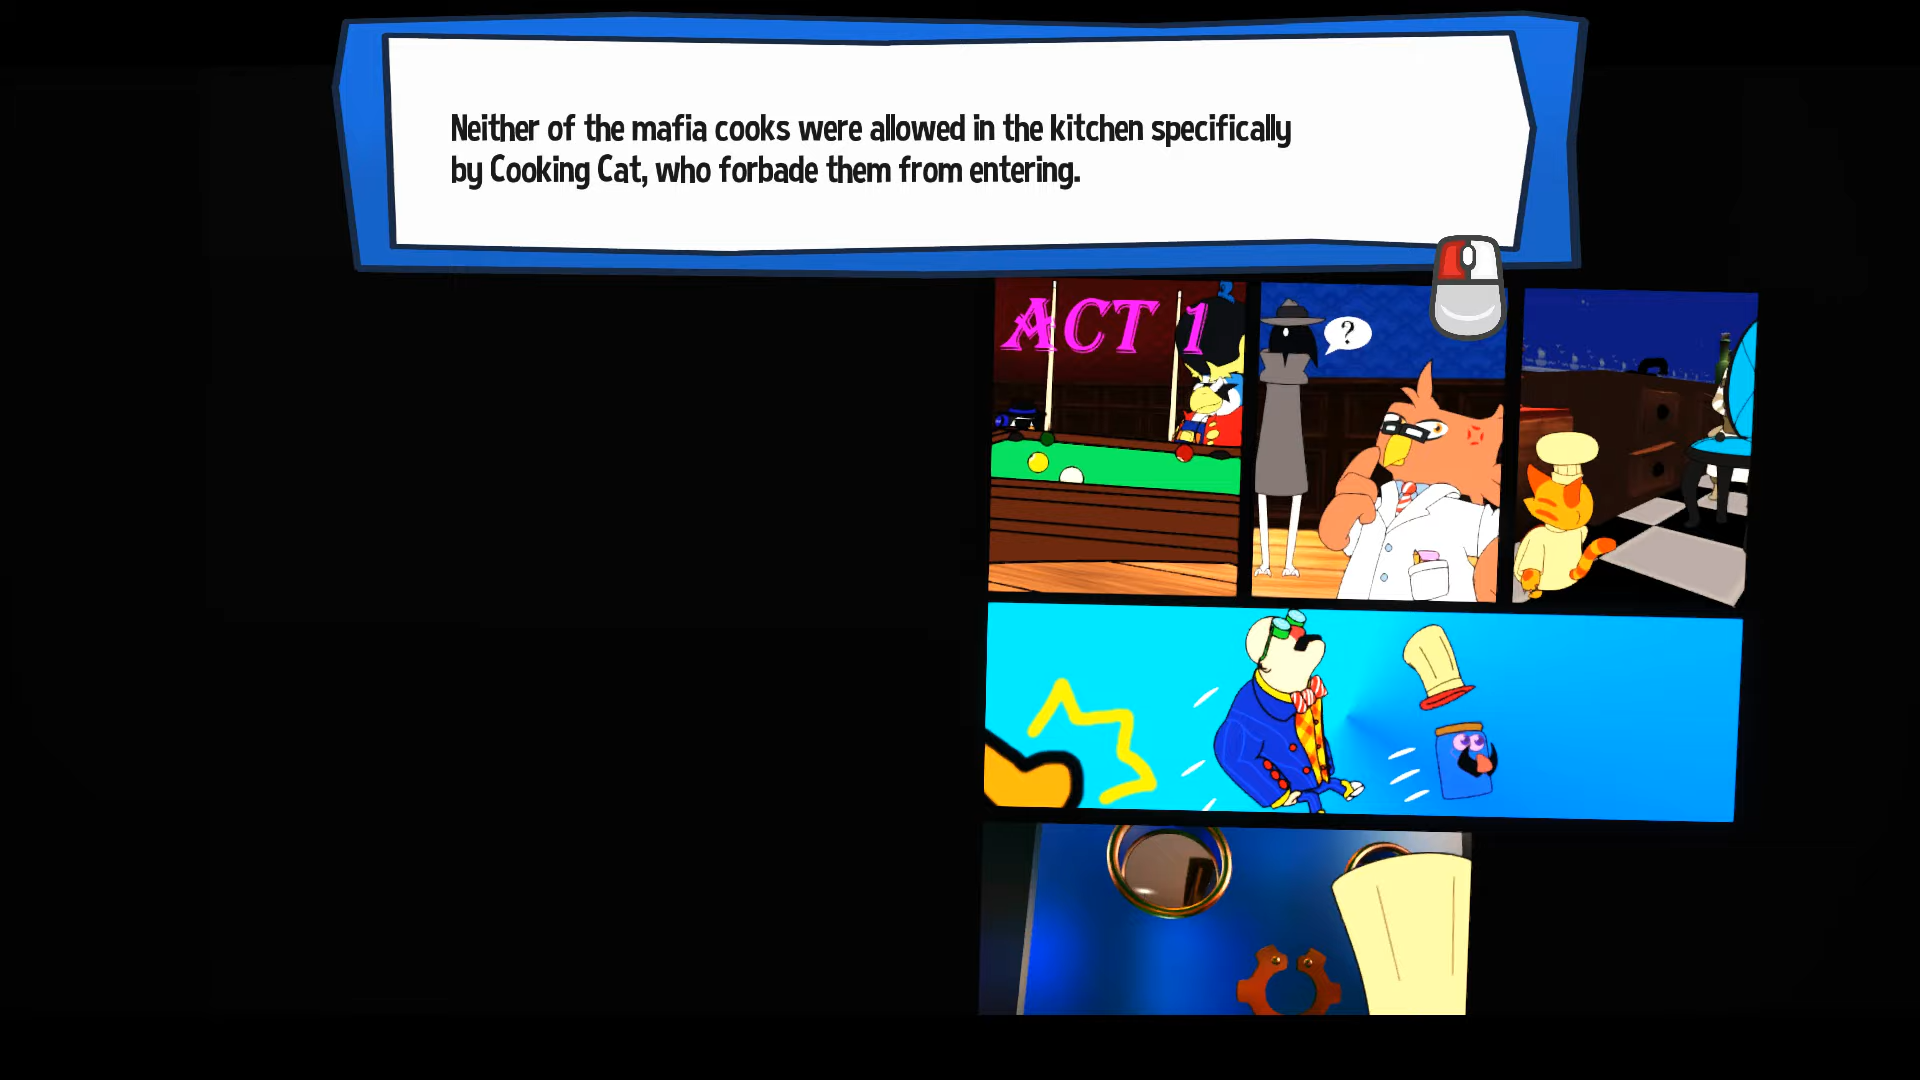 Neither of the mafia cooks were allowed in the kitchen specifically
by Cooking Cat, who forbade them from entering.
ACT 1
?